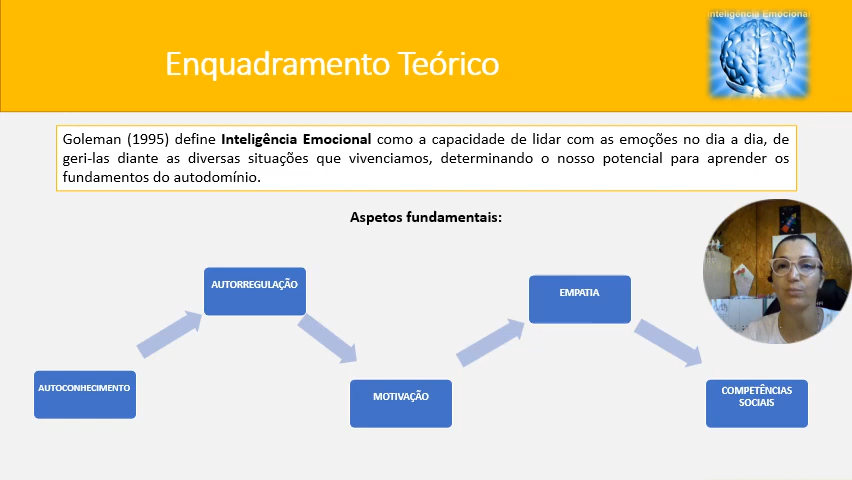 Inteligência Emocional
Enquadramento Teórico
Goleman (1995) define Inteligência Emocional como a capacidade de lidar com as emoções no dia a dia, de
geri-las diante as diversas situações que vivenciamos, determinando o nosso potencial para aprender os
fundamentos do autodomínio.
Aspetos fundamentais:
AUTOCONHECIMENTO
AUTORREGULAÇÃO
MOTIVAÇÃO
EMPATIA
COMPETÊNCIAS
SOCIAIS